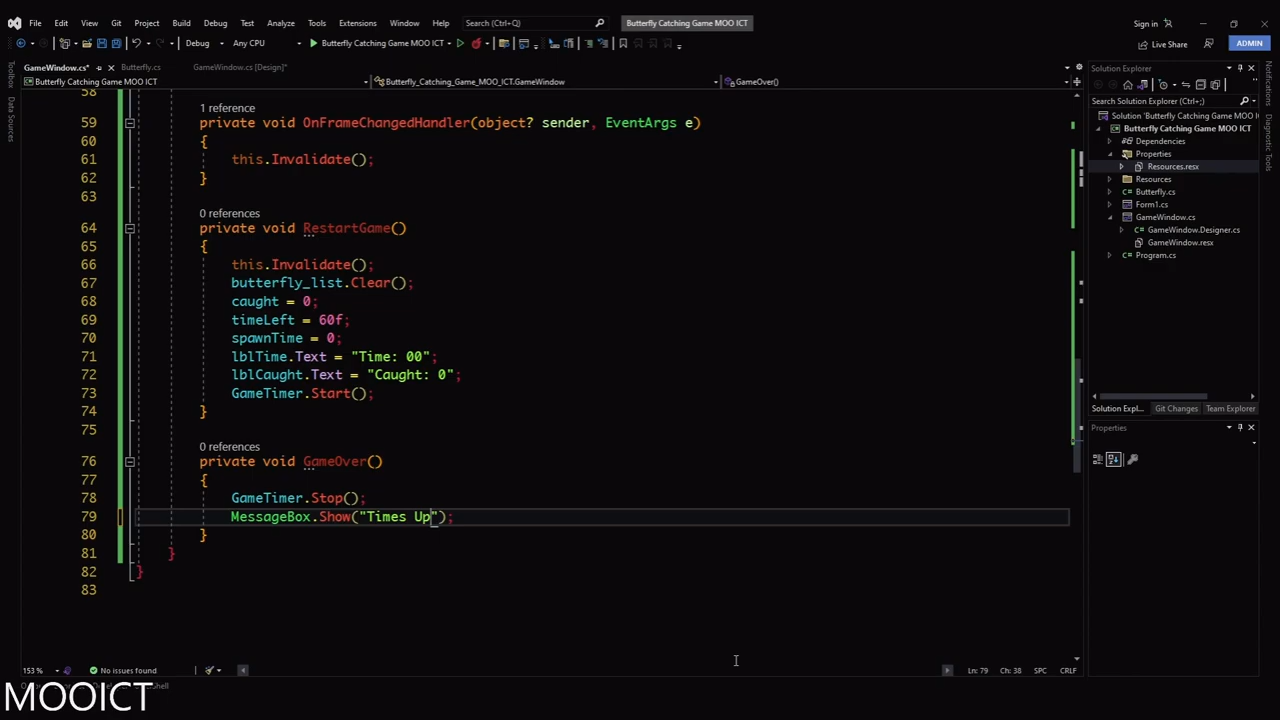 File Edit View Git Project Build Debug Test Analyze Tools Extensions Window Help Search (Ctrl+Q) Butterfly Catching Game MOO ICT Sign in
Debug Any CPU Butterfly Catching Game MOO ICT Live Share ADMIN
GameWindow.cs* Butterfly.cs GameWindow.cs [Design]* Solution Explorer
Butterfly Catching Game MOO ICT Butterfly_Catching_Game_MOO_ICT.GameWindow GameOver()
Toolbox
Data Sources
Notifications
Diagnostic Tools
Search Solution Explorer (Ctrl+;)
Solution 'Butterfly Catching Game MOO I
Butterfly Catching Game MOO ICT
Dependencies
Properties
Resources.resx
Resources
Butterfly.cs
Form1.cs
GameWindow.cs
GameWindow.Designer.cs
GameWindow.resx
Program.cs
Solution Expl... Git Changes Team Explorer
Properties
58
1 reference
59 private void OnFrameChangedHandler(object? sender, EventArgs e)
60 {
61 this.Invalidate();
62 }
63
0 references
64 private void RestartGame()
65 {
66 this.Invalidate();
67 butterfly_list.Clear();
68 caught = 0;
69 timeLeft = 60f;
70 spawnTime = 0;
71 lblTime.Text = "Time: 00";
72 lblCaught.Text = "Caught: 0";
73 GameTimer.Start();
74 }
75
0 references
76 private void GameOver()
77 {
78 GameTimer.Stop();
79 MessageBox.Show("Times Up");
80 }
81 }
82 }
83
153 % No issues found Ln: 79 Ch: 38 SPC CRLF
MOOICT